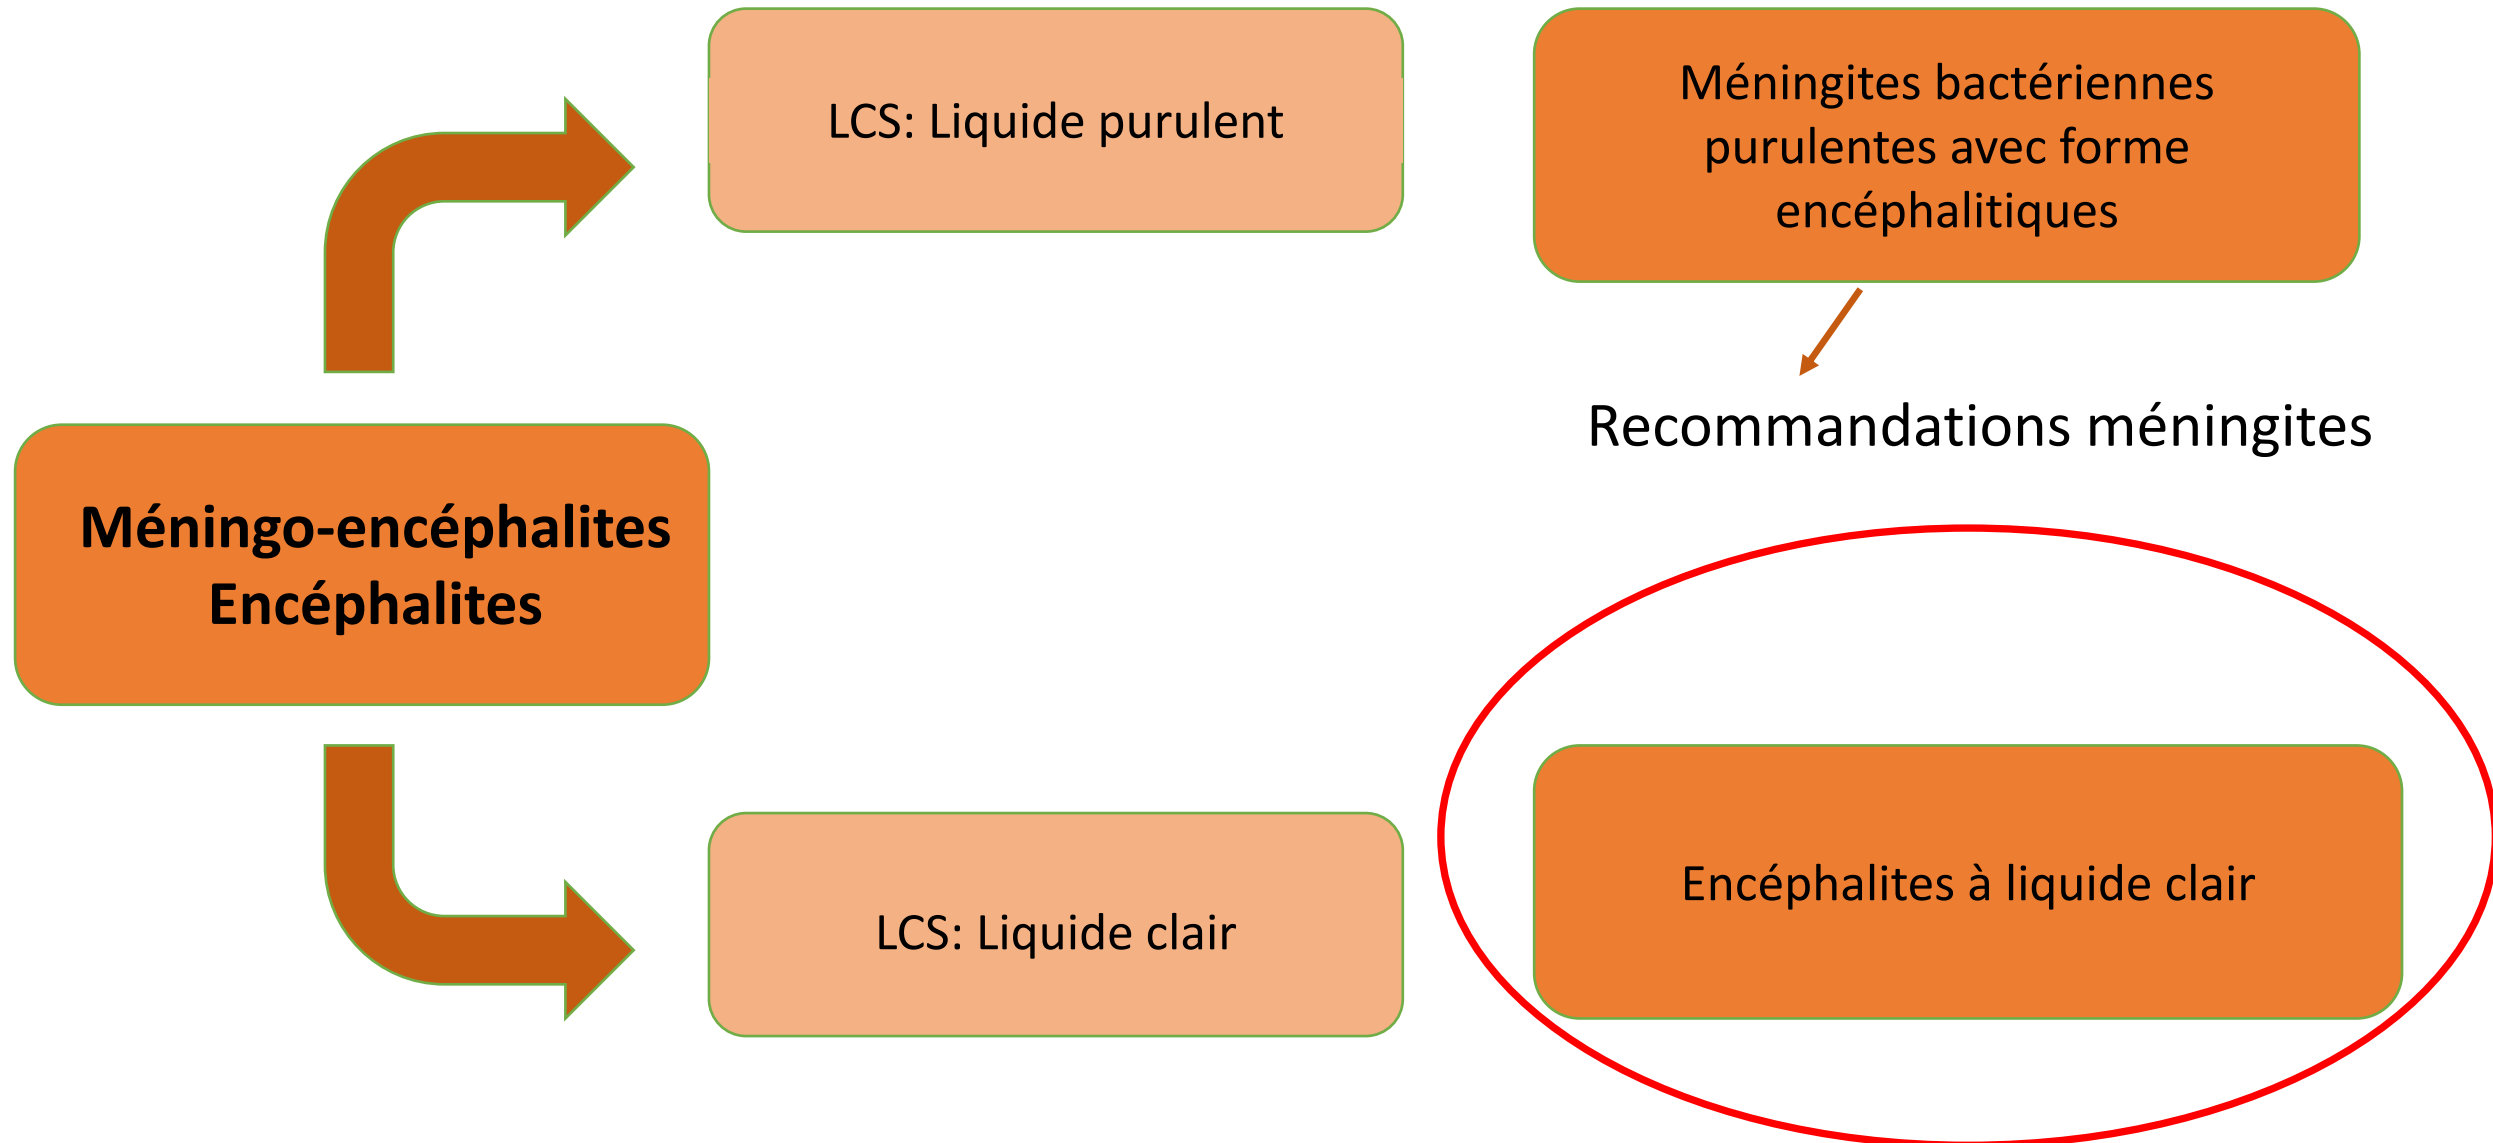 LCS: Liquide purulent
Méningites bactériennes
purulentes avec forme
encéphalitiques
Recommandations méningites
Méningo-encéphalites
Encéphalites
LCS: Liquide clair
Encéphalites à liquide clair